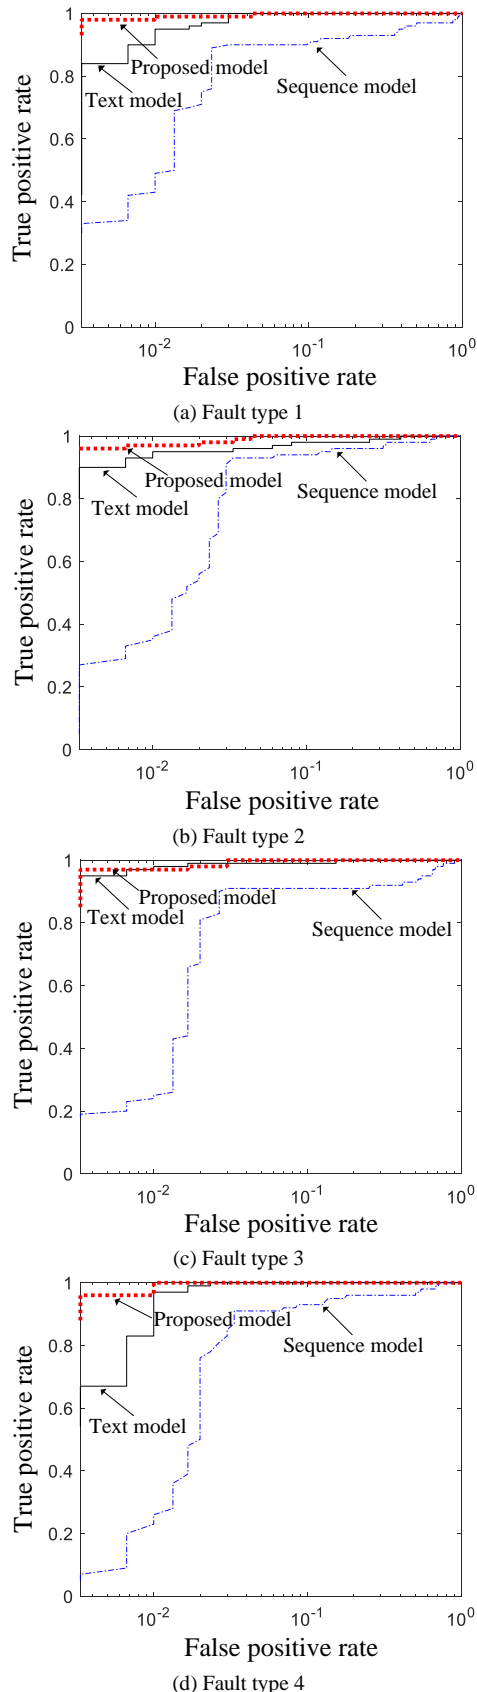 1
0.8
0.6
0.4
0.2
0
True positive rate
Proposed model
Text model
Sequence model
10^-2
10^-1
10^0
False positive rate
(a) Fault type 1
1
0.8
0.6
0.4
0.2
0
True positive rate
Proposed model
Text model
Sequence model
10^-2
10^-1
10^0
False positive rate
(b) Fault type 2
1
0.8
0.6
0.4
0.2
0
True positive rate
Proposed model
Text model
Sequence model
10^-2
10^-1
10^0
False positive rate
(c) Fault type 3
1
0.8
0.6
0.4
0.2
0
True positive rate
Proposed model
Sequence model
Text model
10^-2
10^-1
10^0
False positive rate
(d) Fault type 4